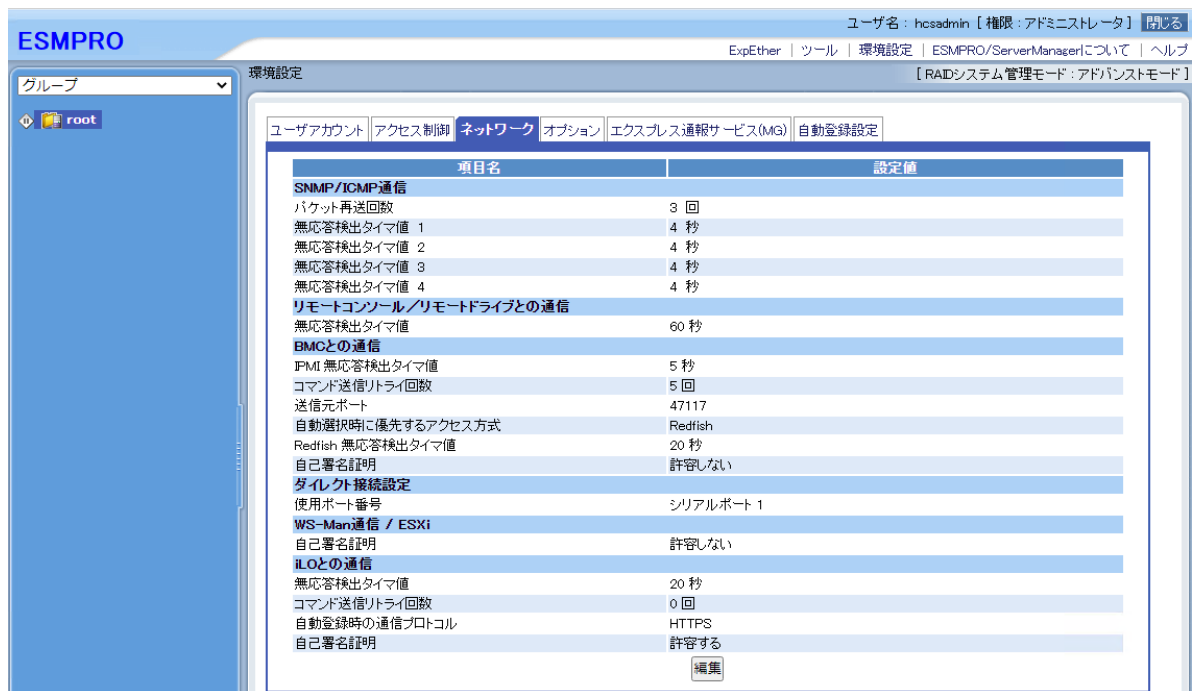 ユーザ名 : hcsadmin [ 権限 : アドミニストレータ ] 閉じる
ESMPRO
ExpEther | ツール | 環境設定 | ESMPRO/ServerManagerについて | ヘルプ
グループ
環境設定 [ RAIDシステム管理モード : アドバンストモード ]
root
ユーザアカウント アクセス制御 ネットワーク オプション エクスプレス通報サービス(MG) 自動登録設定
項目名 設定値
SNMP/ICMP通信
パケット再送回数 3 回
無応答検出タイマ値 1 4 秒
無応答検出タイマ値 2 4 秒
無応答検出タイマ値 3 4 秒
無応答検出タイマ値 4 4 秒
リモートコンソール／リモートドライブとの通信
無応答検出タイマ値 60 秒
BMCとの通信
IPMI 無応答検出タイマ値 5 秒
コマンド送信リトライ回数 5 回
送信元ポート 47117
自動選択時に優先するアクセス方式 Redfish
Redfish 無応答検出タイマ値 20 秒
自己署名証明 許容しない
ダイレクト接続設定
使用ポート番号 シリアルポート 1
WS-Man通信 / ESXi
自己署名証明 許容しない
iLOとの通信
無応答検出タイマ値 20 秒
コマンド送信リトライ回数 0 回
自動登録時の通信プロトコル HTTPS
自己署名証明 許容する
編集